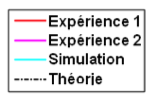 Expérience 1
Expérience 2
Simulation
Théorie